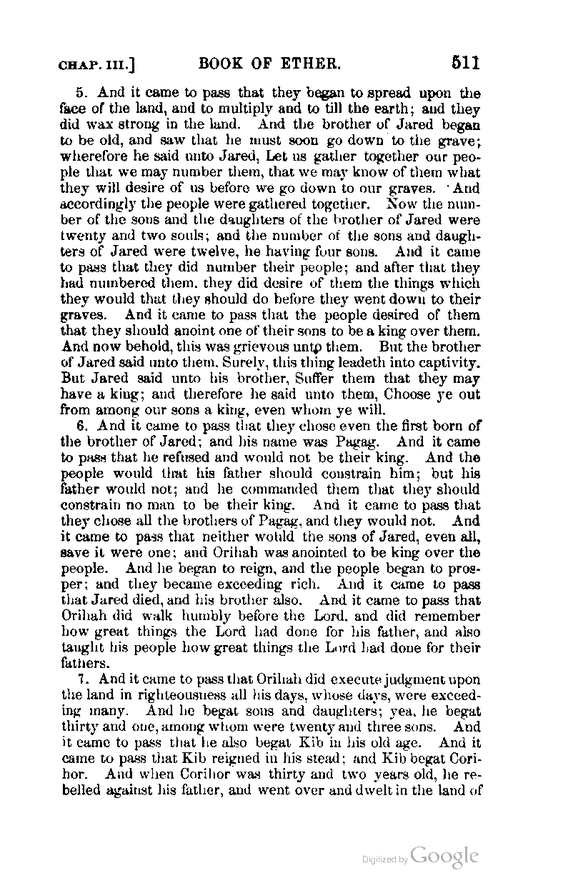 CHAP. III.] BOOK OF ETHER. 511
5. And it came to pass that they began to spread upon the
face of the land, and to multiply and to till the earth; and they
did wax strong in the land. And the brother of Jared began
to be old, and saw that he must soon go down to the grave;
wherefore he said unto Jared, Let us gather together our peo-
ple that we may number them, that we may know of them what
they will desire of us before we go down to our graves. And
accordingly the people were gathered together. Now the num-
ber of the sons and the daughters of the brother of Jared were
twenty and two souls; and the number of the sons and daugh-
ters of Jared were twelve, he having four sons. And it came
to pass that they did number their people; and after that they
had numbered them, they did desire of them the things which
they would that they should do before they went down to their
graves. And it came to pass that the people desired of them
that they should anoint one of their sons to be a king over them.
And now behold, this was grievous unto them. But the brother
of Jared said unto them, Surely, this thing leadeth into captivity.
But Jared said unto his brother, Suffer them that they may
have a king; and therefore he said unto them, Choose ye out
from among our sons a king, even whom ye will.
6. And it came to pass that they chose even the first born of
the brother of Jared; and his name was Pagag. And it came
to pass that he refused and would not be their king. And the
people would that his father should constrain him; but his
father would not; and he commanded them that they should
constrain no man to be their king. And it came to pass that
they chose all the brothers of Pagag, and they would not. And
it came to pass that neither would the sons of Jared, even all,
save it were one; and Orihah was anointed to be king over the
people. And he began to reign, and the people began to pros-
per; and they became exceeding rich. And it came to pass
that Jared died, and his brother also. And it came to pass that
Orihah did walk humbly before the Lord, and did remember
how great things the Lord had done for his father, and also
taught his people how great things the Lord had done for their
fathers.
7. And it came to pass that Orihah did execute judgment upon
the land in righteousness all his days, whose days, were exceed-
ing many. And he begat sons and daughters; yea, he begat
thirty and one, among whom were twenty and three sons. And
it came to pass that he also begat Kib in his old age. And it
came to pass that Kib reigned in his stead; and Kib begat Cori-
hor. And when Corihor was thirty and two years old, he re-
belled against his father, and went over and dwelt in the land of
Digitized by Google